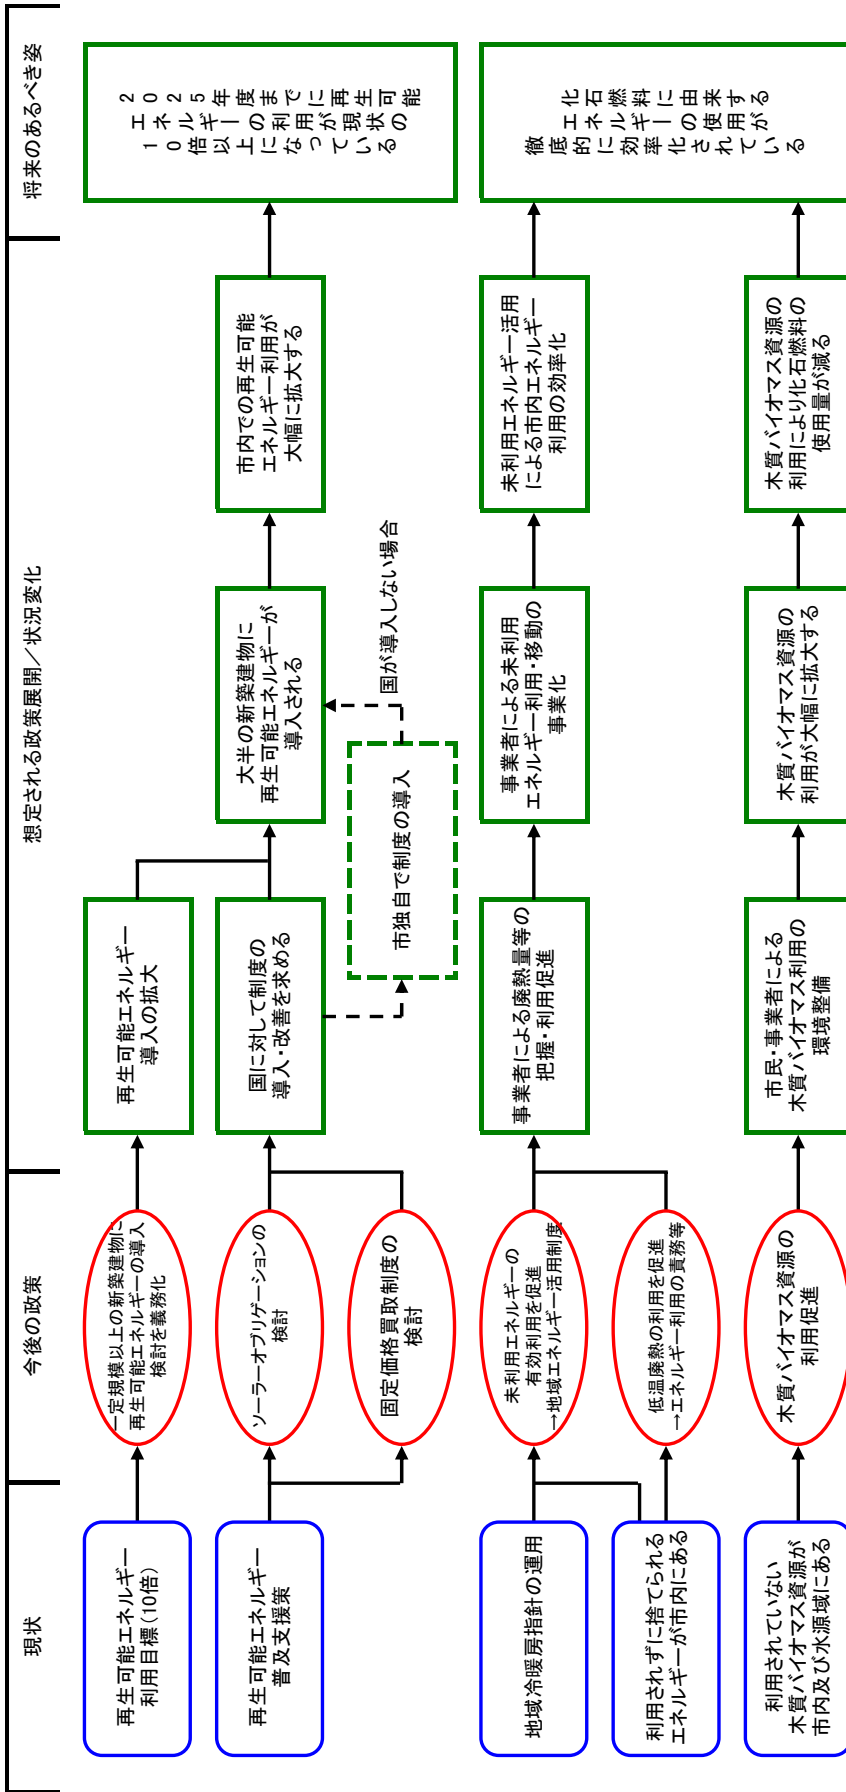 現状
今後の政策
想定される政策展開／状況変化
将来のあるべき姿
再生可能エネルギー
利用目標（10倍）
一定規模以上の新築建物に
再生可能エネルギーの導入
検討を義務化
再生可能エネルギー
導入の拡大
再生可能エネルギー
普及支援策
ソーラーオブリゲーションの
検討
固定価格買取制度の
検討
国に対して制度の
導入・改善を求める
市独自で制度の導入
国が導入しない場合
大半の新築建物に
再生可能エネルギーが
導入される
市内での再生可能
エネルギー利用が
大幅に拡大する
２０２５年度までに再生可能
エネルギーの利用が現状の
１０倍以上になっている
地域冷暖房指針の運用
利用されずに捨てられる
エネルギーが市内にある
未利用エネルギーの
有効利用を促進
→地域エネルギー活用制度
低温廃熱の利用を促進
→エネルギー利用の責務等
事業者による廃熱量等の
把握・利用促進
事業者による未利用
エネルギー利用・移動の
事業化
未利用エネルギー活用
による市内エネルギー
利用の効率化
化石燃料に由来する
エネルギーの使用が
徹底的に効率化されている
利用されていない
木質バイオマス資源が
市内及び水源域にある
木質バイオマス資源の
利用促進
市民・事業者による
木質バイオマス利用の
環境整備
木質バイオマス資源の
利用が大幅に拡大する
木質バイオマス資源の
利用により化石燃料の
使用量が減る